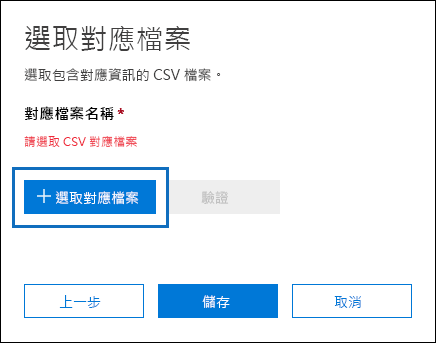 選取對應檔案
選取包含對應資訊的 CSV 檔案。
對應檔案名稱 *
請選取 CSV 對應檔案
+ 選取對應檔案
驗證
上一步
儲存
取消